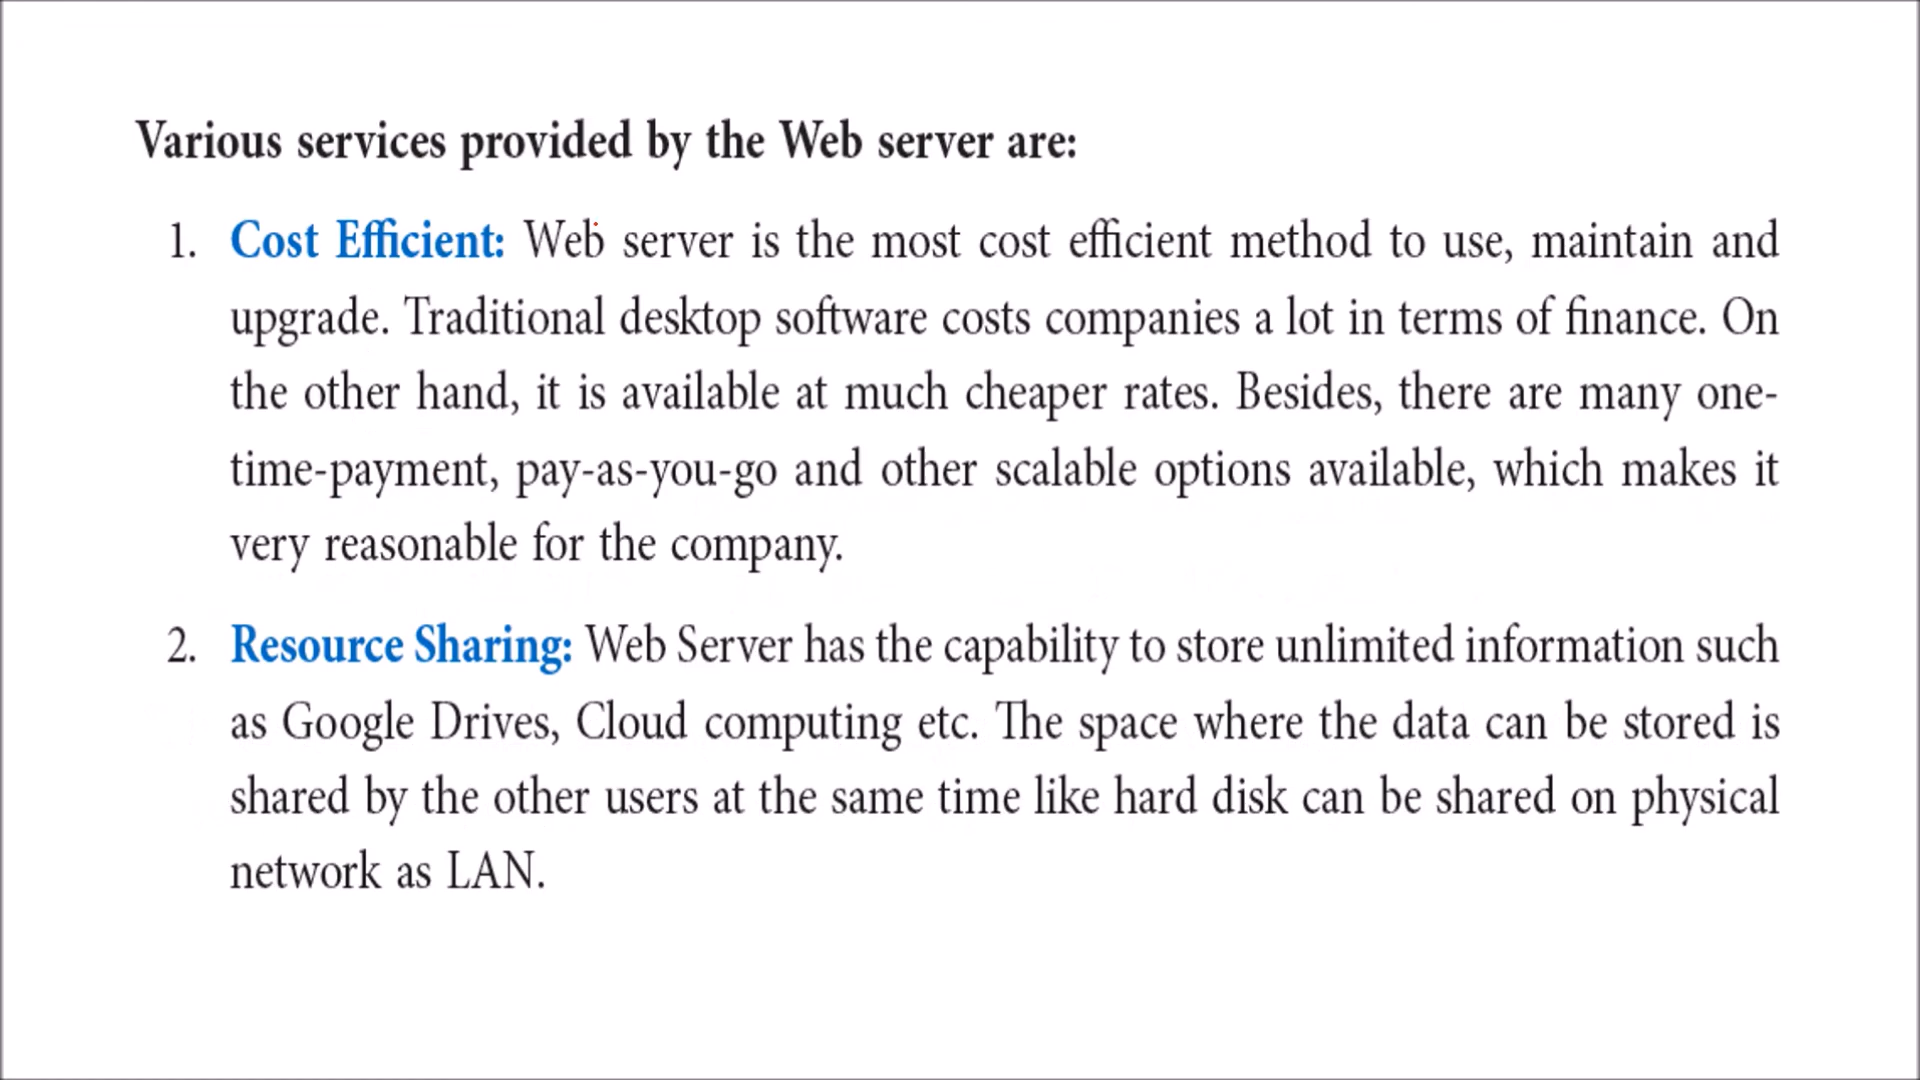 Various services provided by the Web server are:
1. Cost Efficient: Web server is the most cost efficient method to use, maintain and
upgrade. Traditional desktop software costs companies a lot in terms of finance. On
the other hand, it is available at much cheaper rates. Besides, there are many one-
time-payment, pay-as-you-go and other scalable options available, which makes it
very reasonable for the company.
2. Resource Sharing: Web Server has the capability to store unlimited information such
as Google Drives, Cloud computing etc. The space where the data can be stored is
shared by the other users at the same time like hard disk can be shared on physical
network as LAN.